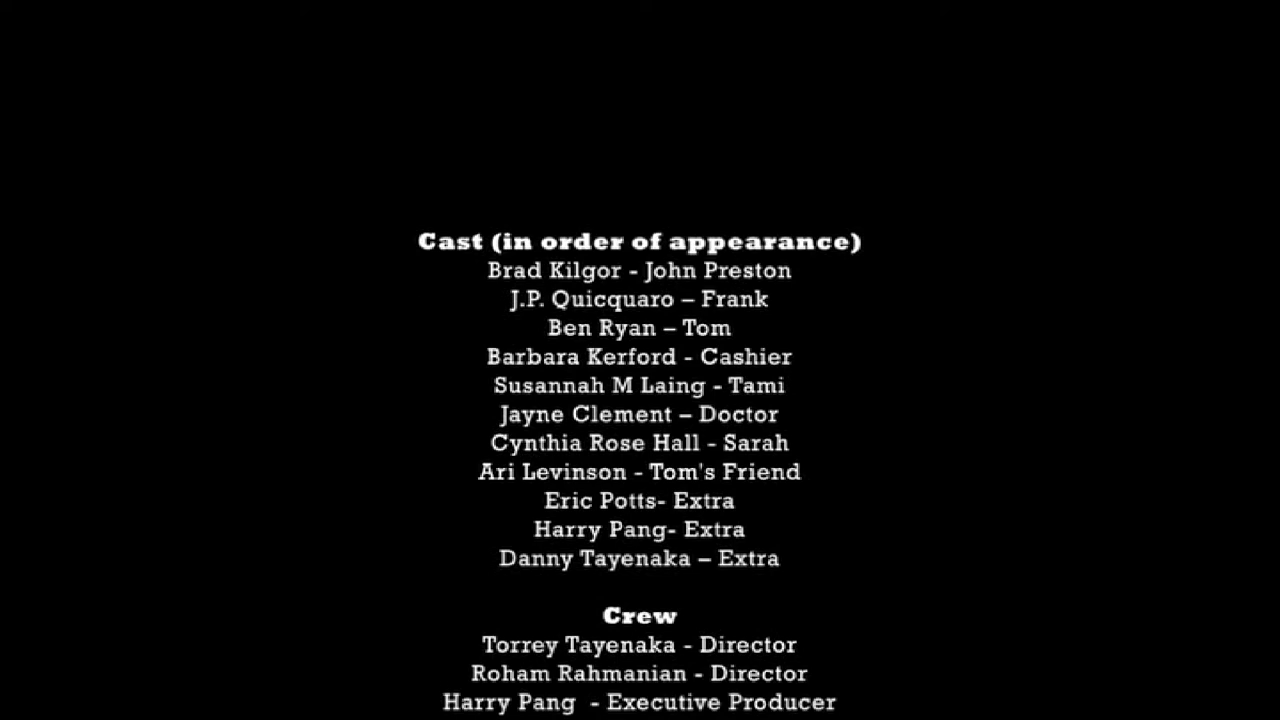 Cast (in order of appearance)
Brad Kilgor - John Preston
J.P. Quicquaro – Frank
Ben Ryan – Tom
Barbara Kerford - Cashier
Susannah M Laing - Tami
Jayne Clement – Doctor
Cynthia Rose Hall - Sarah
Ari Levinson - Tom's Friend
Eric Potts- Extra
Harry Pang- Extra
Danny Tayenaka – Extra
Crew
Torrey Tayenaka - Director
Roham Rahmanian - Director
Harry Pang  - Executive Producer